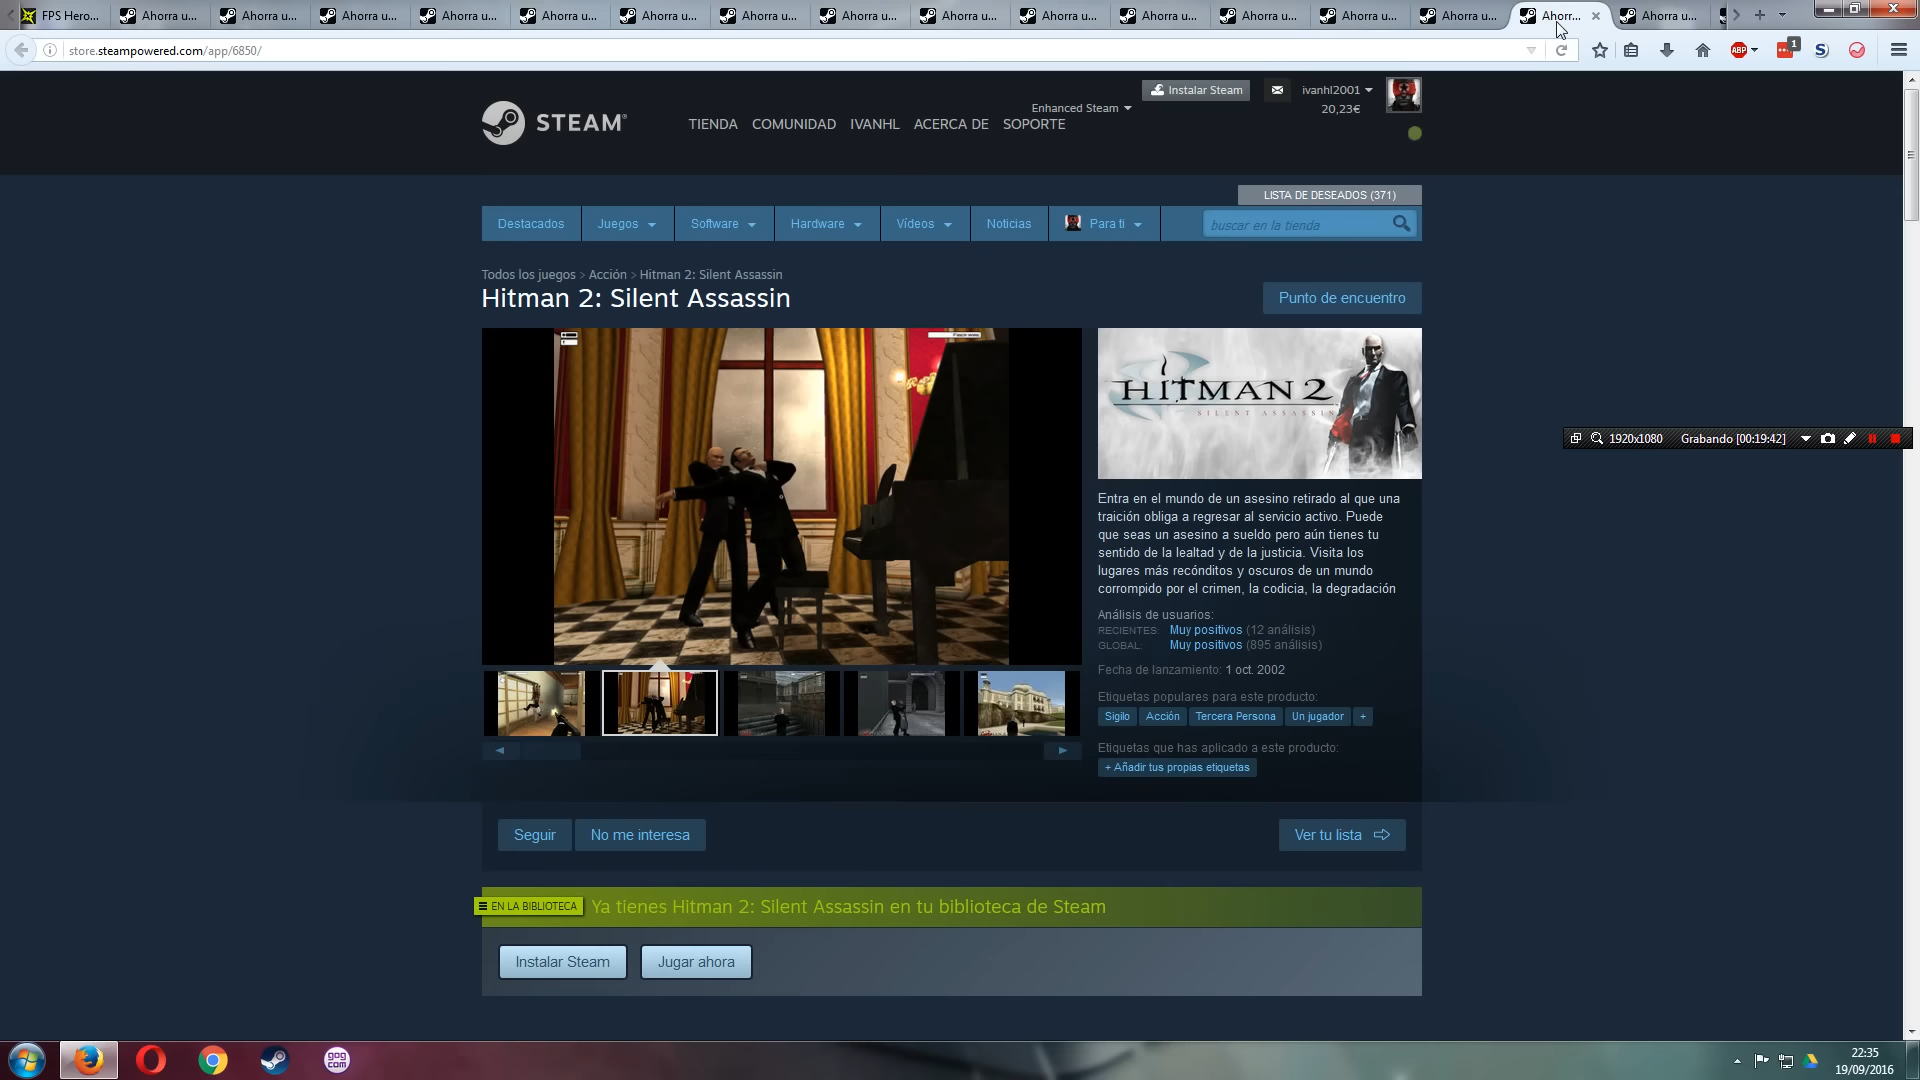 FPS Hero...
Ahorra u...
Ahorra u...
Ahorra u...
Ahorra u...
Ahorra u...
Ahorra u...
Ahorra u...
Ahorra u...
Ahorra u...
Ahorra u...
Ahorra u...
Ahorra u...
Ahorra u...
Ahorra u...
Ahorr...
Ahorra u...
store.steampowered.com/app/6850/
ABP
1
Instalar Steam
ivanhl2001
Enhanced Steam
20,23€
STEAM
TIENDA COMUNIDAD IVANHL ACERCA DE SOPORTE
LISTA DE DESEADOS (371)
Destacados Juegos Software Hardware Vídeos Noticias Para ti buscar en la tienda
Todos los juegos > Acción > Hitman 2: Silent Assassin
Hitman 2: Silent Assassin
Punto de encuentro
HITMAN 2
SILENT ASSASSIN
1920x1080 Grabando [00:19:42]
Entra en el mundo de un asesino retirado al que una
traición obliga a regresar al servicio activo. Puede
que seas un asesino a sueldo pero aún tienes tu
sentido de la lealtad y de la justicia. Visita los
lugares más recónditos y oscuros de un mundo
corrompido por el crimen, la codicia, la degradación
Análisis de usuarios:
RECIENTES: Muy positivos (12 análisis)
GLOBAL: Muy positivos (895 análisis)
Fecha de lanzamiento: 1 oct. 2002
Etiquetas populares para este producto:
Sigilo Acción Tercera Persona Un jugador +
Etiquetas que has aplicado a este producto:
+ Añadir tus propias etiquetas
Seguir No me interesa Ver tu lista
EN LA BIBLIOTECA Ya tienes Hitman 2: Silent Assassin en tu biblioteca de Steam
Instalar Steam Jugar ahora
gog
com
22:35
19/09/2016